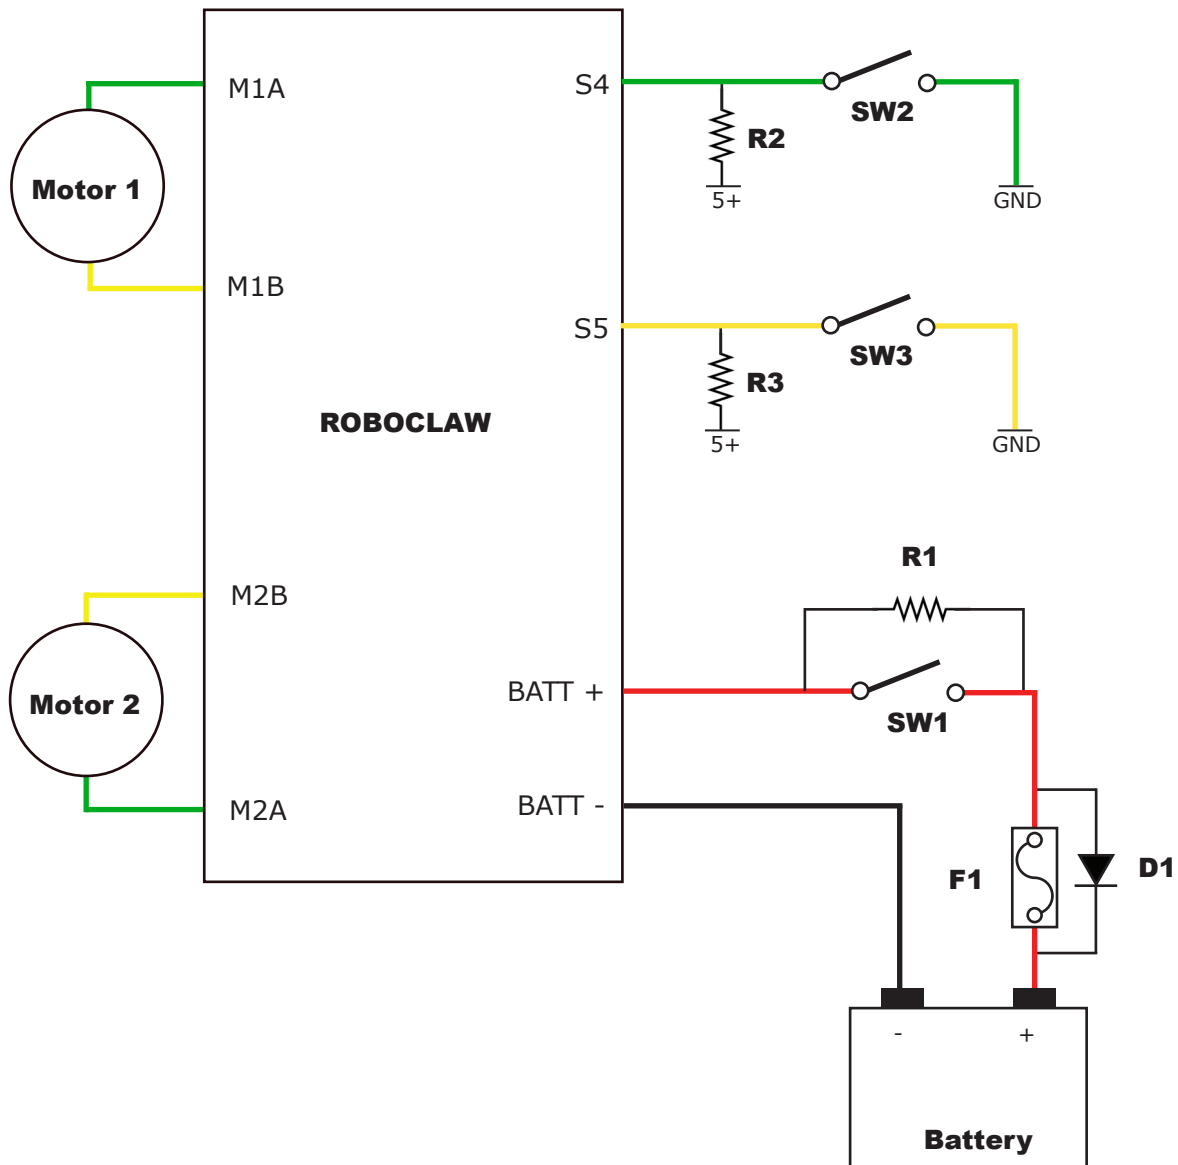 M1A
S4
SW2
R2
Motor 1
5+
GND
M1B
S5
SW3
R3
ROBOCLAW
5+
GND
R1
M2B
BATT +
Motor 2
SW1
M2A
BATT -
F1
D1
-
+
Battery